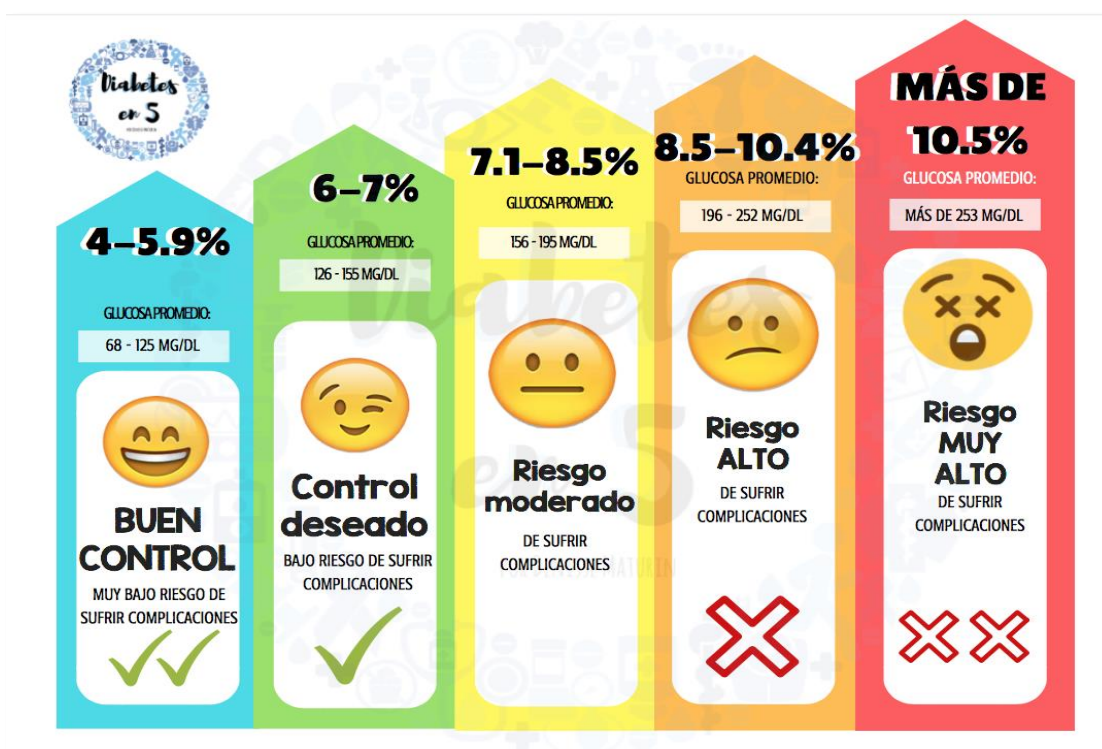 Diabetes
en 5
4–5.9%
GLUCOSA PROMEDIO:
68 - 125 MG/DL
BUEN
CONTROL
MUY BAJO RIESGO DE
SUFRIR COMPLICACIONES
6–7%
GLUCOSA PROMEDIO:
126 - 155 MG/DL
Control
deseado
BAJO RIESGO DE SUFRIR
COMPLICACIONES
7.1–8.5%
GLUCOSA PROMEDIO:
156 - 195 MG/DL
Riesgo
moderado
DE SUFRIR
COMPLICACIONES
8.5–10.4%
GLUCOSA PROMEDIO:
196 - 252 MG/DL
Riesgo
ALTO
DE SUFRIR
COMPLICACIONES
MÁS DE
10.5%
GLUCOSA PROMEDIO:
MÁS DE 253 MG/DL
Riesgo
MUY
ALTO
DE SUFRIR
COMPLICACIONES
Diabetes
en 5